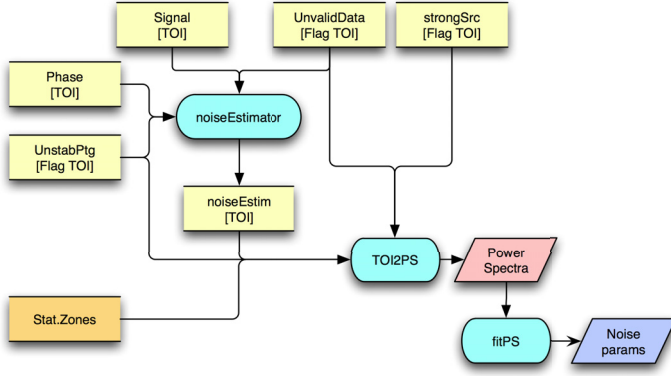 Signal
[TOI]
UnvalidData
[Flag TOI]
strongSrc
[Flag TOI]
Phase
[TOI]
noiseEstimator
UnstabPtg
[Flag TOI]
noiseEstim
[TOI]
TOI2PS
Power
Spectra
Stat.Zones
fitPS
Noise
params